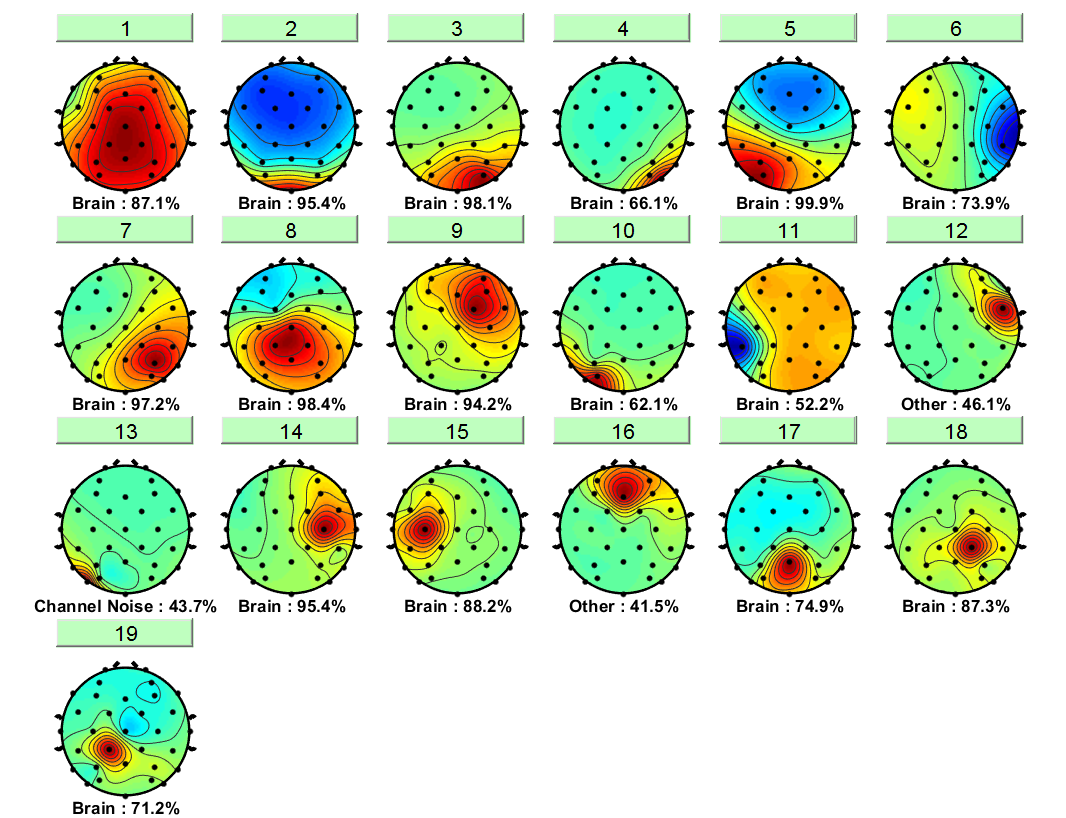 1 2 3 4 5 6
Brain : 87.1% Brain : 95.4% Brain : 98.1% Brain : 66.1% Brain : 99.9% Brain : 73.9%
7 8 9 10 11 12
Brain : 97.2% Brain : 98.4% Brain : 94.2% Brain : 62.1% Brain : 52.2% Other : 46.1%
13 14 15 16 17 18
Channel Noise : 43.7% Brain : 95.4% Brain : 88.2% Other : 41.5% Brain : 74.9% Brain : 87.3%
19
Brain : 71.2%